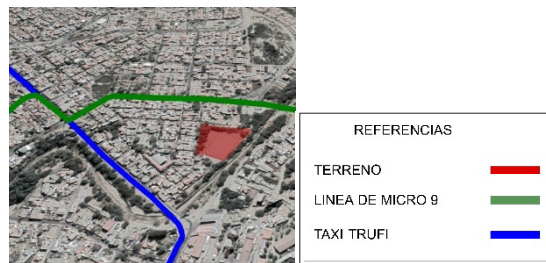 REFERENCIAS
TERRENO
LINEA DE MICRO 9
TAXI TRUFI